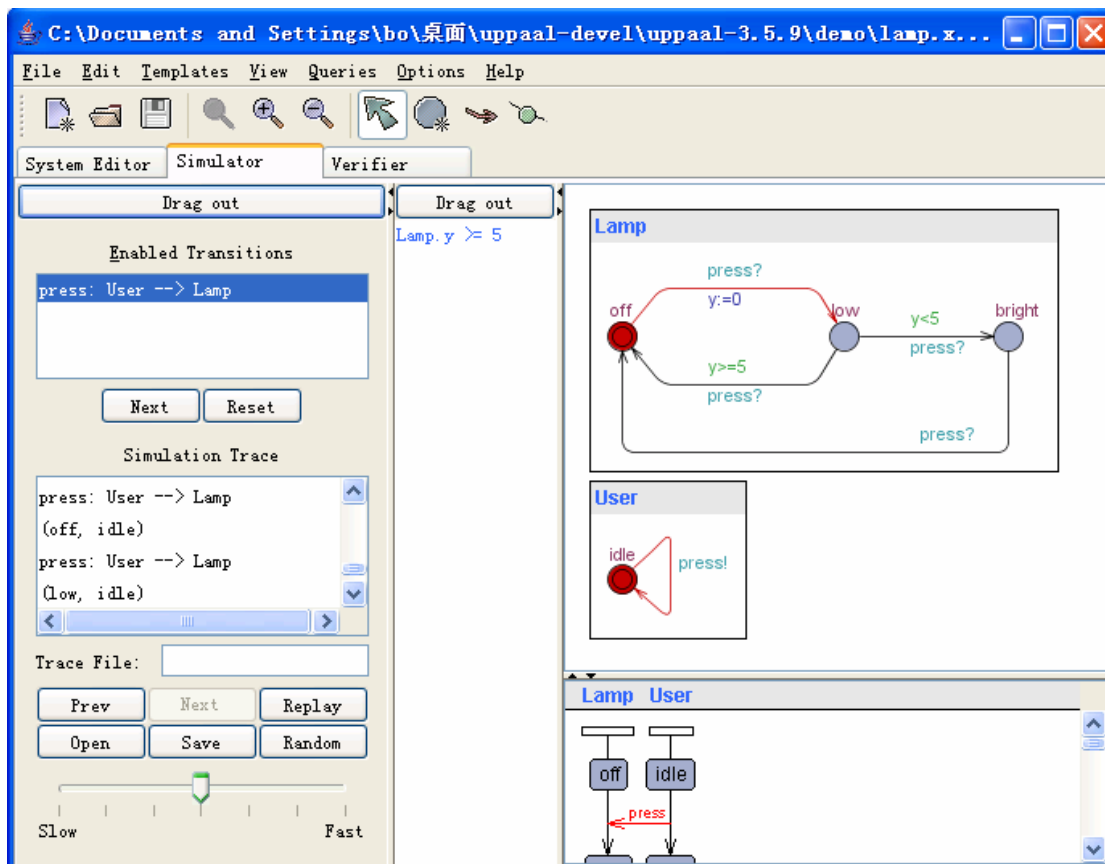 C:\Documents and Settings\bo\桌面\uppaal-devel\uppaal-3.5.9\demo\lamp.x...
File Edit Templates View Queries Options Help
System Editor Simulator Verifier
Drag out
Enabled Transitions
press: User --> Lamp
Next Reset
Simulation Trace
press: User --> Lamp
(off, idle)
press: User --> Lamp
(low, idle)
Trace File:
Prev Next Replay
Open Save Random
Slow Fast
Drag out
Lamp.y >= 5
Lamp
press?
y:=0
off
low
bright
y<5
press?
y>=5
press?
press?
User
idle
press!
Lamp User
off idle
press